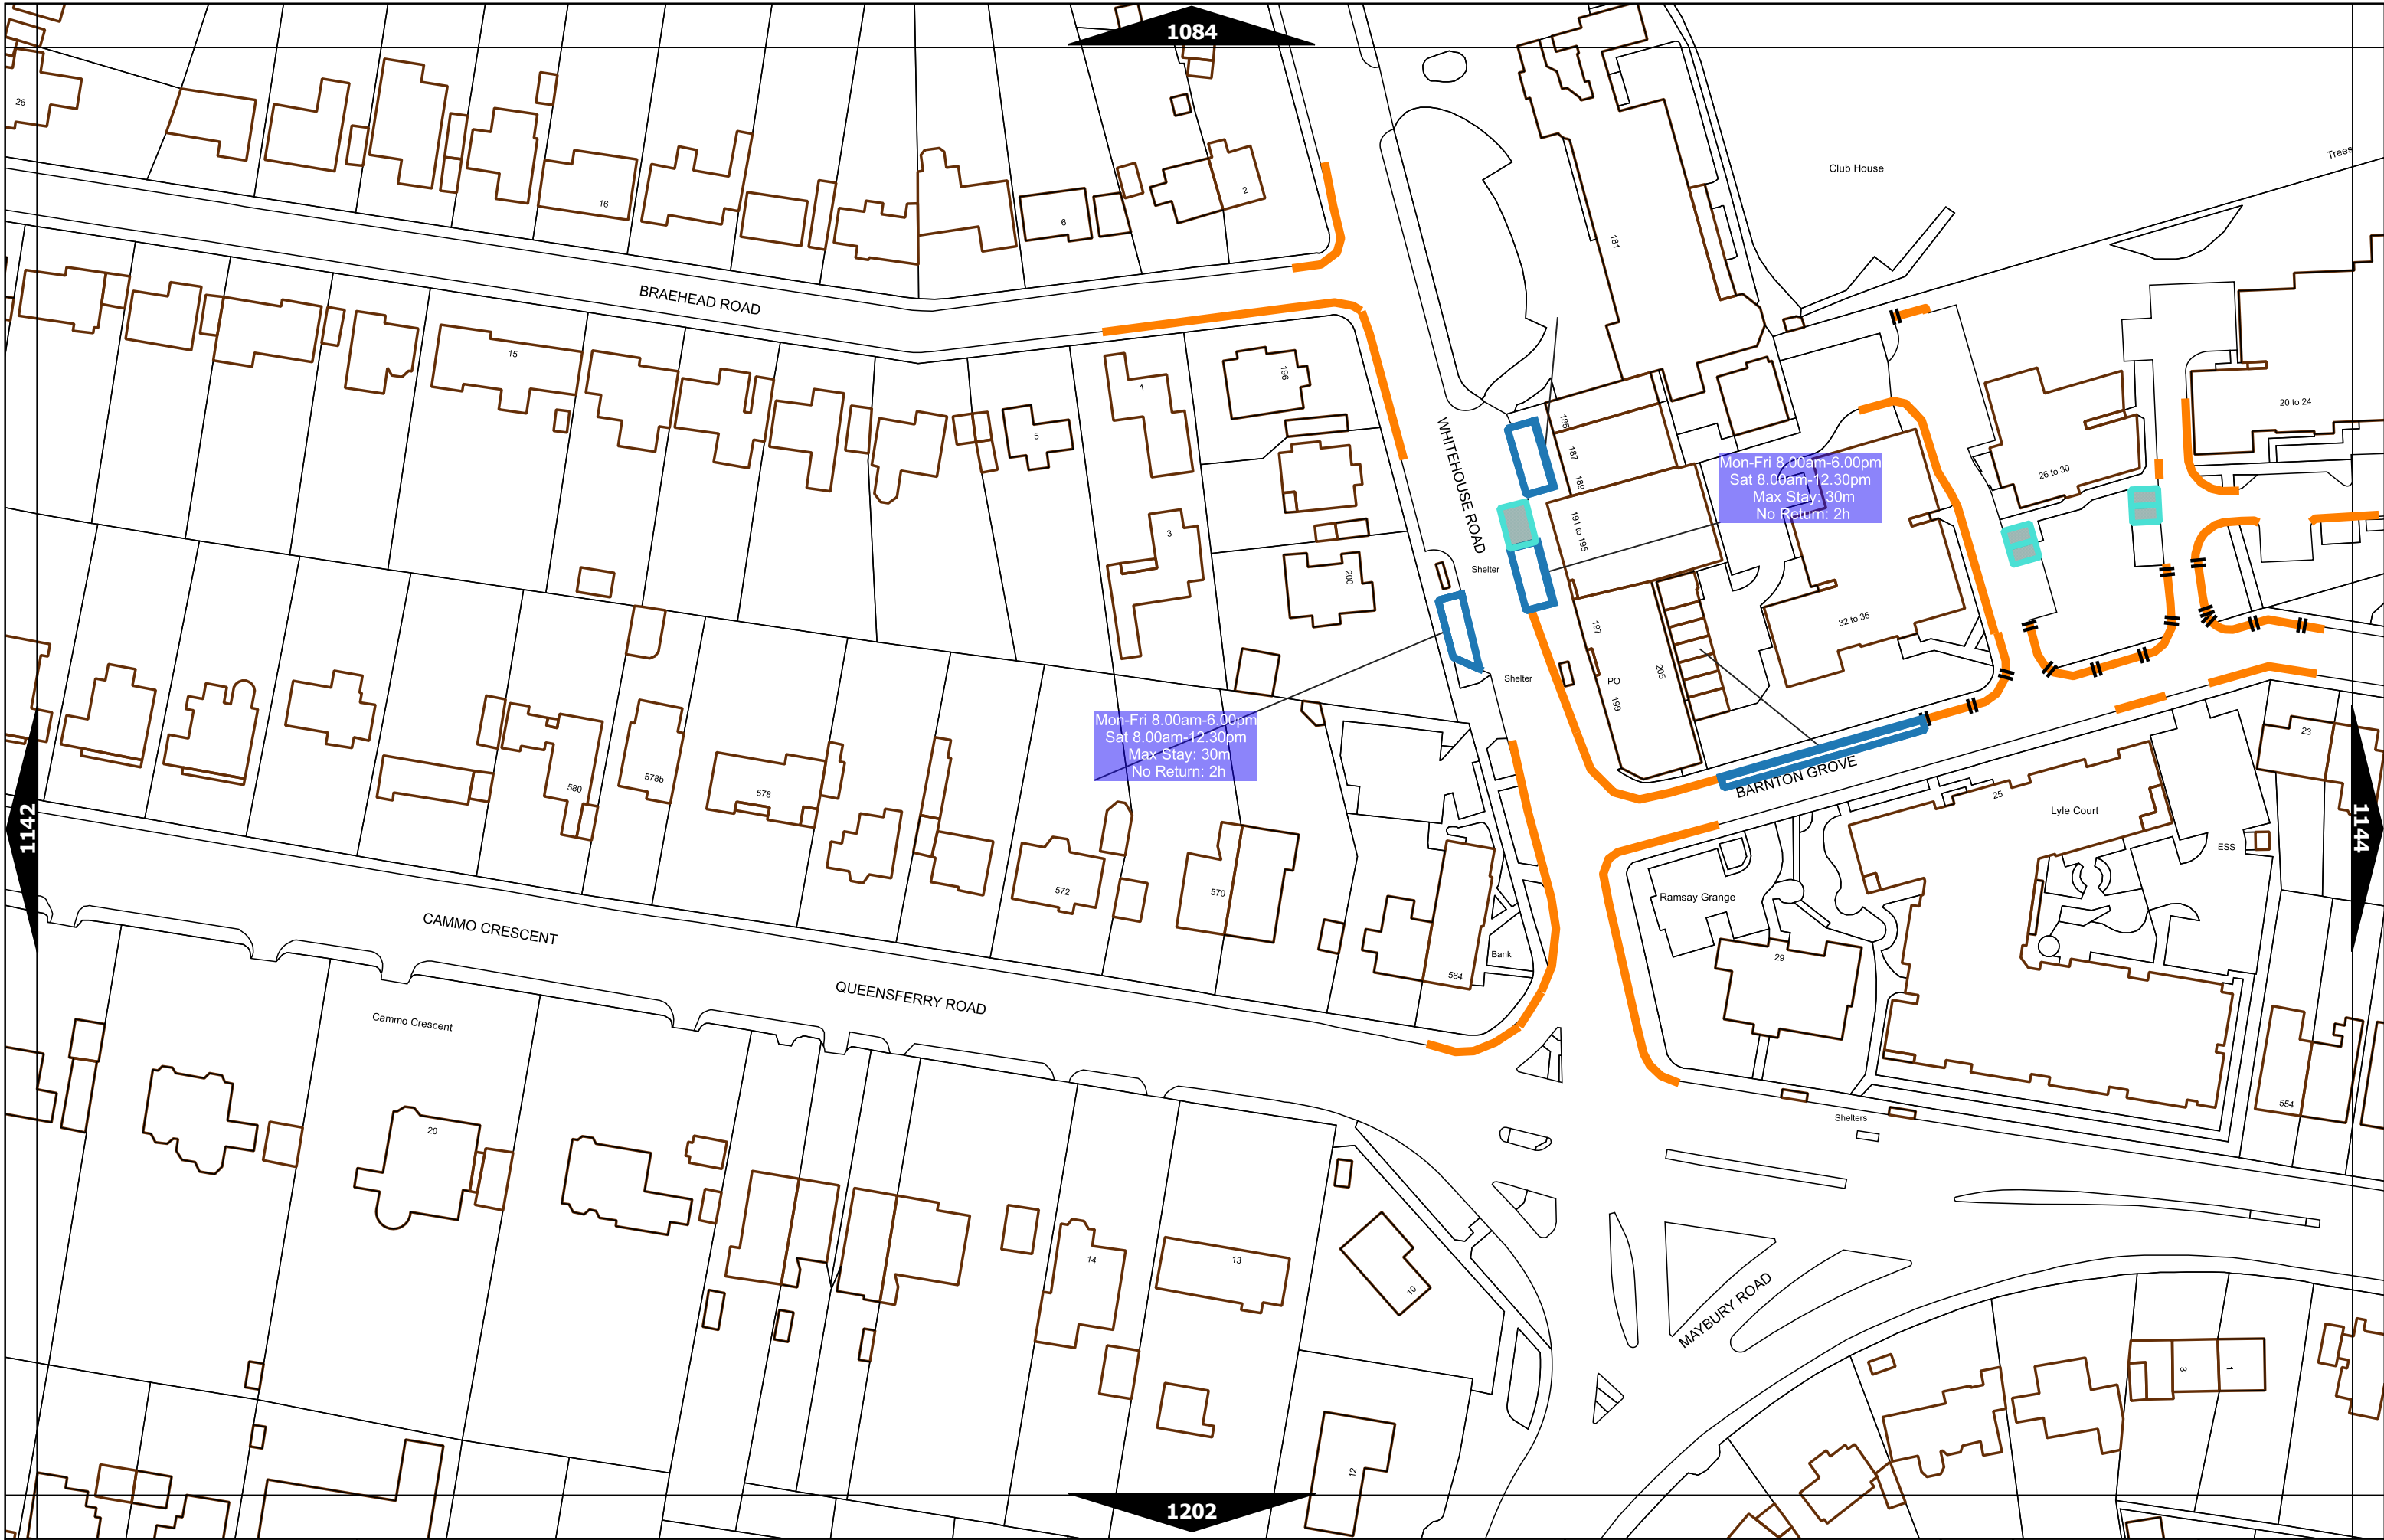 1084
26
16
6
2
Club House
Trees
181
BRAEHEAD ROAD
15
1
196
5
3
200
WHITEHOUSE ROAD
185
187
189
191 to 195
Mon-Fri 8.00am-6.00pm
Sat 8.00am-12.30pm
Max Stay: 30m
No Return: 2h
20 to 24
26 to 30
32 to 36
Shelter
Shelter
197
PO
199
205
Mon-Fri 8.00am-6.00pm
Sat 8.00am-12.30pm
Max Stay: 30m
No Return: 2h
BARNTON GROVE
23
1142
1144
580
578b
578
572
570
564
Bank
25
Lyle Court
ESS
Ramsay Grange
29
CAMMO CRESCENT
QUEENSFERRY ROAD
Cammo Crescent
Shelters
554
20
14
13
10
12
MAYBURY ROAD
3
1
1202